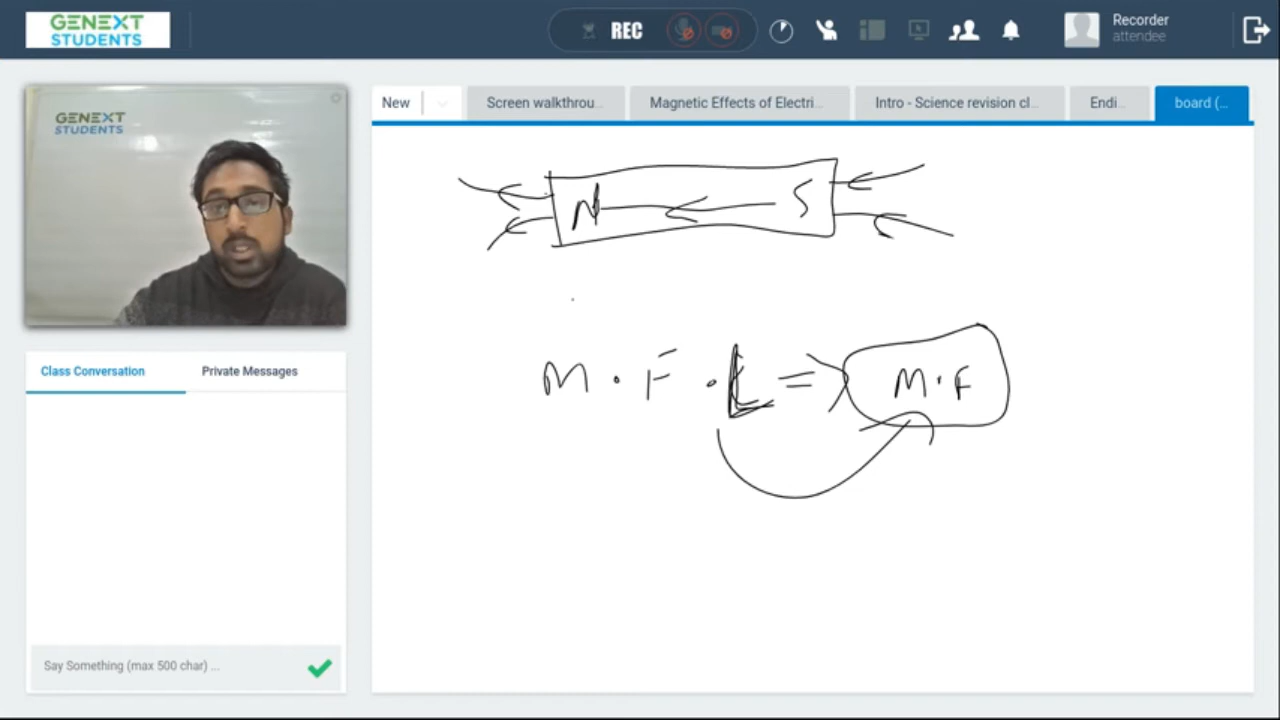 GENEXT
STUDENTS
REC
Recorder
attendee
GENEXT
STUDENTS
New
Screen walkthrou...
Magnetic Effects of Electri...
Intro - Science revision cl...
Endi...
board (...
N S
M . F . L => M.F
Class Conversation
Private Messages
Say Something (max 500 char) ...